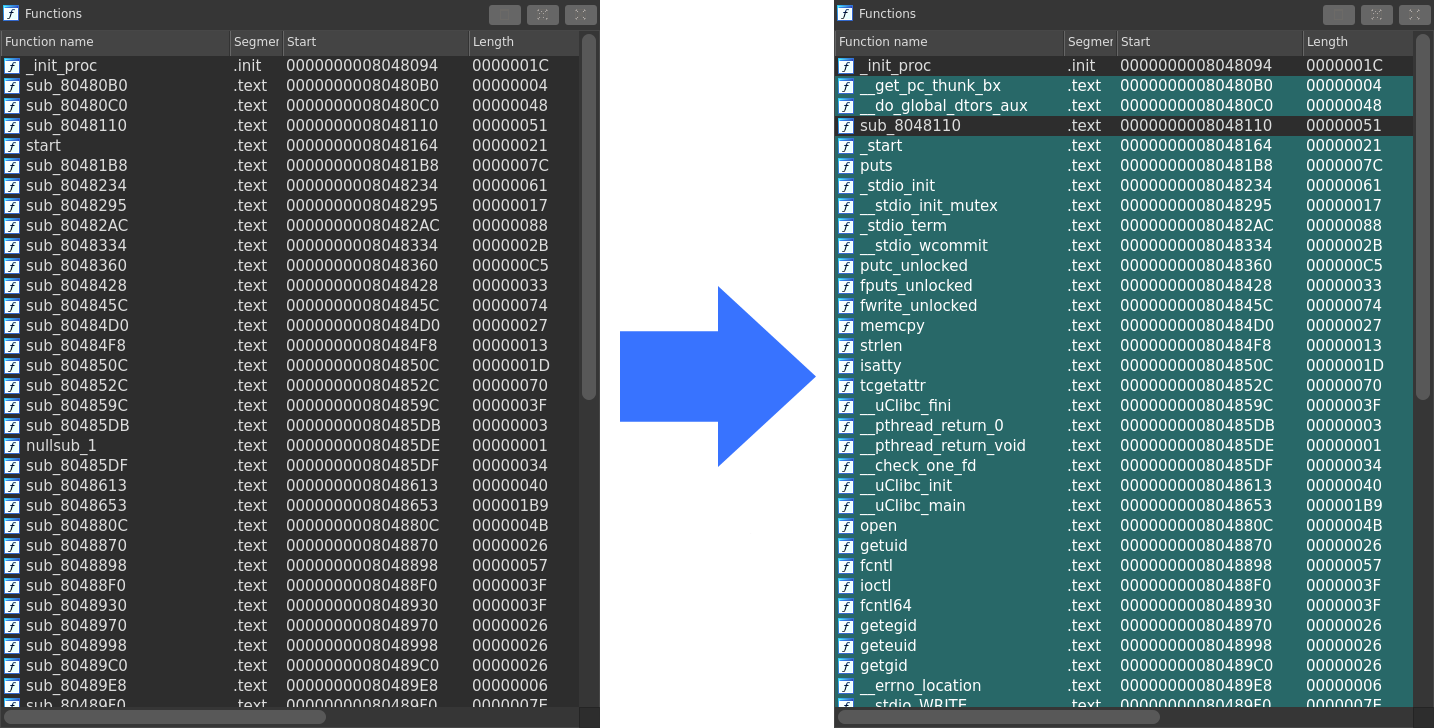 Functions
Function name Segmer Start Length
_init_proc .init 0000000008048094 0000001C
sub_80480B0 .text 00000000080480B0 00000004
sub_80480C0 .text 00000000080480C0 00000048
sub_8048110 .text 0000000008048110 00000051
start .text 0000000008048164 00000021
sub_80481B8 .text 00000000080481B8 0000007C
sub_8048234 .text 0000000008048234 00000061
sub_8048295 .text 0000000008048295 00000017
sub_80482AC .text 00000000080482AC 00000088
sub_8048334 .text 0000000008048334 0000002B
sub_8048360 .text 0000000008048360 000000C5
sub_8048428 .text 0000000008048428 00000033
sub_804845C .text 000000000804845C 00000074
sub_80484D0 .text 00000000080484D0 00000027
sub_80484F8 .text 00000000080484F8 00000013
sub_804850C .text 000000000804850C 0000001D
sub_804852C .text 000000000804852C 00000070
sub_804859C .text 000000000804859C 0000003F
sub_80485DB .text 00000000080485DB 00000003
nullsub_1 .text 00000000080485DE 00000001
sub_80485DF .text 00000000080485DF 00000034
sub_8048613 .text 0000000008048613 00000040
sub_8048653 .text 0000000008048653 000001B9
sub_804880C .text 000000000804880C 0000004B
sub_8048870 .text 0000000008048870 00000026
sub_8048898 .text 0000000008048898 00000057
sub_80488F0 .text 00000000080488F0 0000003F
sub_8048930 .text 0000000008048930 0000003F
sub_8048970 .text 0000000008048970 00000026
sub_8048998 .text 0000000008048998 00000026
sub_80489C0 .text 00000000080489C0 00000026
sub_80489E8 .text 00000000080489E8 00000006
sub_80489F0 .text 00000000080489F0 0000007F
Functions
Function name Segmer Start Length
_init_proc .init 0000000008048094 0000001C
__get_pc_thunk_bx .text 00000000080480B0 00000004
__do_global_dtors_aux .text 00000000080480C0 00000048
sub_8048110 .text 0000000008048110 00000051
_start .text 0000000008048164 00000021
puts .text 00000000080481B8 0000007C
_stdio_init .text 0000000008048234 00000061
__stdio_init_mutex .text 0000000008048295 00000017
_stdio_term .text 00000000080482AC 00000088
__stdio_wcommit .text 0000000008048334 0000002B
putc_unlocked .text 0000000008048360 000000C5
fputs_unlocked .text 0000000008048428 00000033
fwrite_unlocked .text 000000000804845C 00000074
memcpy .text 00000000080484D0 00000027
strlen .text 00000000080484F8 00000013
isatty .text 000000000804850C 0000001D
tcgetattr .text 000000000804852C 00000070
__uClibc_fini .text 000000000804859C 0000003F
__pthread_return_0 .text 00000000080485DB 00000003
__pthread_return_void .text 00000000080485DE 00000001
__check_one_fd .text 00000000080485DF 00000034
__uClibc_init .text 0000000008048613 00000040
__uClibc_main .text 0000000008048653 000001B9
open .text 000000000804880C 0000004B
getuid .text 0000000008048870 00000026
fcntl .text 0000000008048898 00000057
ioctl .text 00000000080488F0 0000003F
fcntl64 .text 0000000008048930 0000003F
getegid .text 0000000008048970 00000026
geteuid .text 0000000008048998 00000026
getgid .text 00000000080489C0 00000026
__errno_location .text 00000000080489E8 00000006
__stdio_WRITE .text 00000000080489F0 0000007F